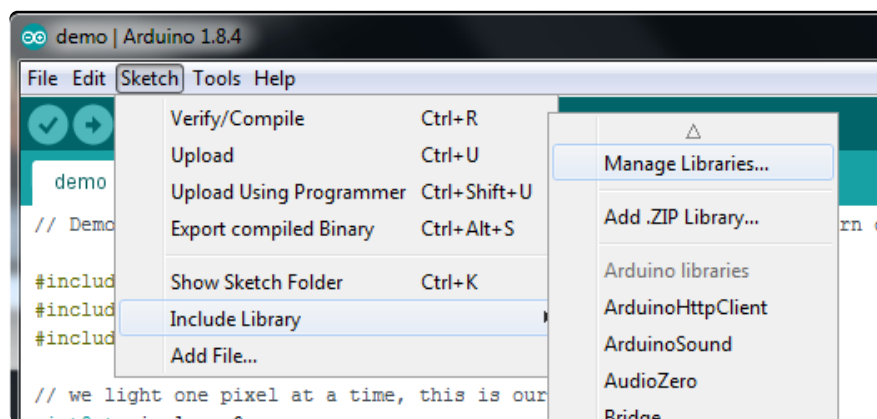 demo | Arduino 1.8.4
File Edit Sketch Tools Help
Verify/Compile Ctrl+R
Upload Ctrl+U
Upload Using Programmer Ctrl+Shift+U
Export compiled Binary Ctrl+Alt+S
Show Sketch Folder Ctrl+K
Include Library
Add File...
Manage Libraries...
Add .ZIP Library...
Arduino libraries
ArduinoHttpClient
ArduinoSound
AudioZero
Bridge
demo
// Demo
rn
#includ
#includ
#includ
// we light one pixel at a time, this is our